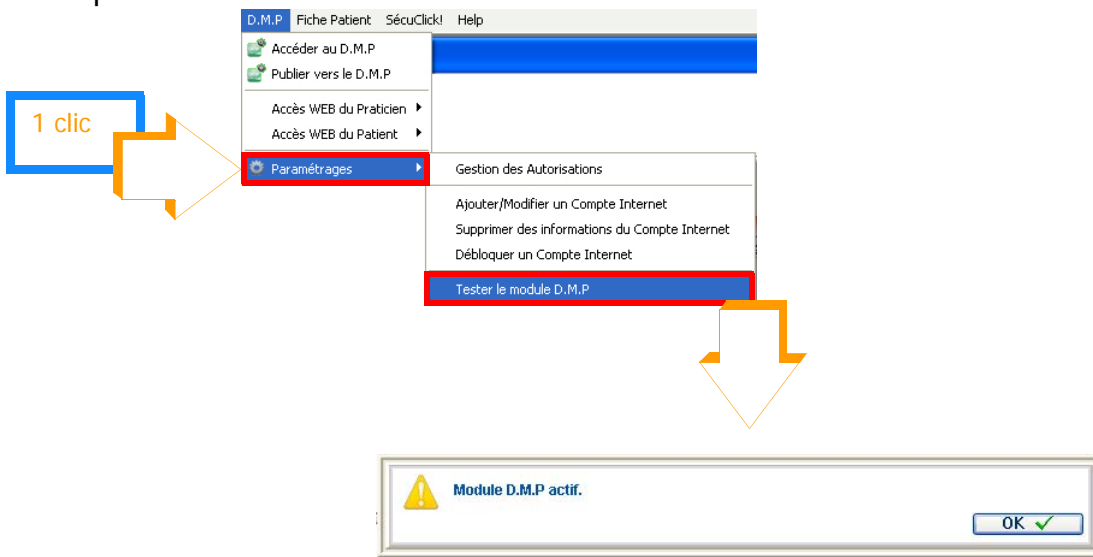 D.M.P Fiche Patient SécuClick! Help
Accéder au D.M.P
Publier vers le D.M.P
Accès WEB du Praticien
Accès WEB du Patient
1 clic
Paramétrages
Gestion des Autorisations
Ajouter/Modifier un Compte Internet
Supprimer des informations du Compte Internet
Débloquer un Compte Internet
Tester le module D.M.P
Module D.M.P actif.
OK